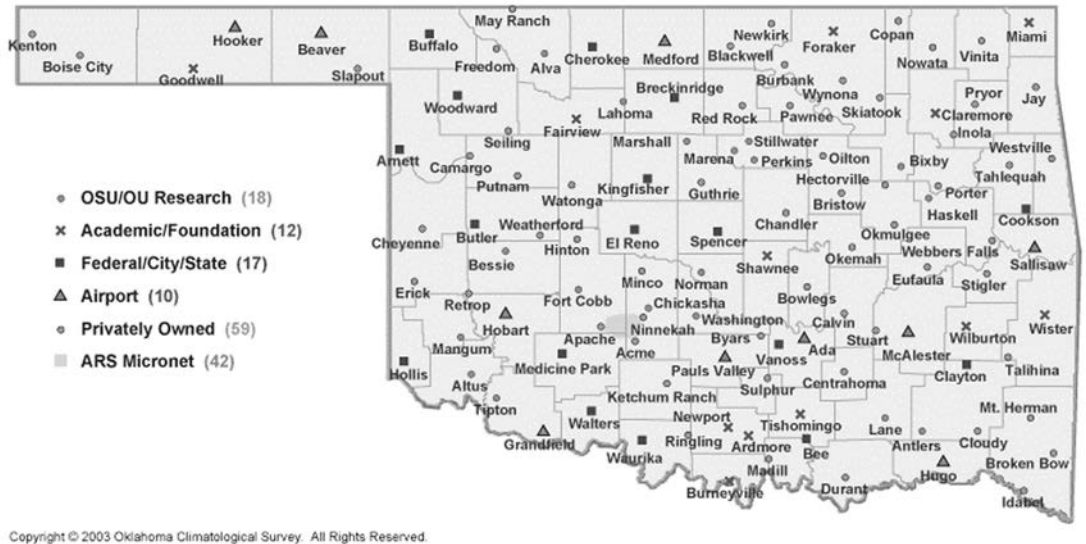 May Ranch
Kenton
Hooker
Beaver
Buffalo
Newkirk
Copan
Miami
Boise City
Goodwell
Slapout
Freedom
Alva
Cherokee
Medford
Blackwell
Foraker
Nowata
Vinita
Burbank
Woodward
Breckinridge
Wynona
Pryor
Jay
Lahoma
Red Rock
Pawnee
Skiatook
Claremore
Fairview
Inola
Seiling
Marshall
Stillwater
Westville
Arnett
Camargo
Marena
Perkins
Oilton
Bixby
Tahlequah
Putnam
Kingfisher
Hectorville
OSU/OU Research (18)
Watonga
Guthrie
Bristow
Porter
Haskell
Cookson
Academic/Foundation (12)
Cheyenne
Butler
Weatherford
Hinton
El Reno
Spencer
Chandler
Okmulgee
Webbers Falls
Federal/City/State (17)
Bessie
Shawnee
Okemah
Sallisaw
Airport (10)
Erick
Retrop
Fort Cobb
Minco
Norman
Bowlegs
Eufaula
Stigler
Chickasha
Privately Owned (59)
Hobart
Apache
Ninnekah
Washington
Calvin
Stuart
Wilburton
Wister
ARS Micronet (42)
Mangum
Acme
Byars
Ada
McAlester
Hollis
Medicine Park
Pauls Valley
Vanoss
Clayton
Talihina
Altus
Ketchum Ranch
Sulphur
Centrahoma
Tipton
Walters
Newport
Tishomingo
Lane
Mt. Herman
Grandfield
Waurika
Ringling
Ardmore
Bee
Antlers
Cloudy
Madill
Broken Bow
Burneyville
Durant
Hugo
Idabel
Copyright © 2003 Oklahoma Climatological Survey. All Rights Reserved.